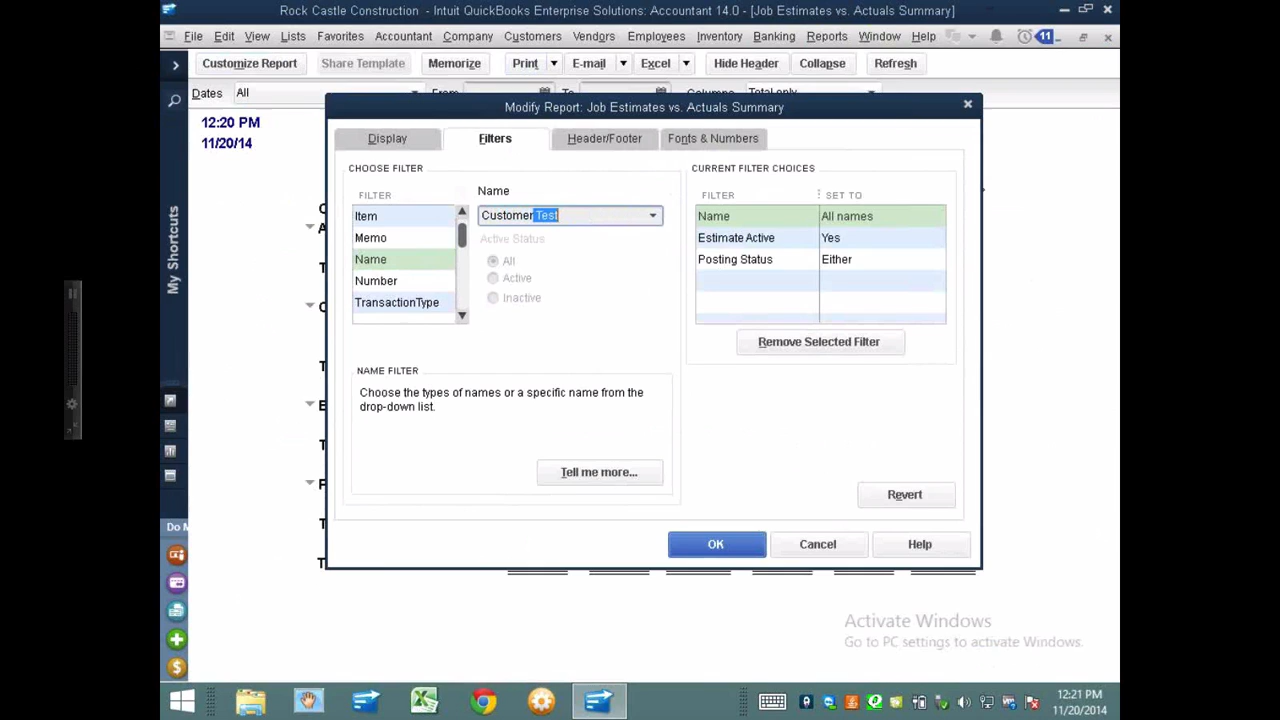 Rock Castle Construction - Intuit QuickBooks Enterprise Solutions: Accountant 14.0 - [Job Estimates vs. Actuals Summary]
File Edit View Lists Favorites Accountant Company Customers Vendors Employees Inventory Banking Reports Window Help 11
Customize Report Share Template Memorize Print E-mail Excel Hide Header Collapse Refresh
Dates All From To Columns Total only
12:20 PM
11/20/14
My Shortcuts
Do M
Modify Report: Job Estimates vs. Actuals Summary
Display Filters Header/Footer Fonts & Numbers
CHOOSE FILTER
FILTER
Item
Memo
Name
Number
TransactionType
Name
Customer Test
Active Status
All
Active
Inactive
CURRENT FILTER CHOICES
FILTER SET TO
Name All names
Estimate Active Yes
Posting Status Either
Remove Selected Filter
NAME FILTER
Choose the types of names or a specific name from the
drop-down list.
Tell me more...
Revert
OK Cancel Help
Activate Windows
Go to PC settings to activate Windows.
12:21 PM
11/20/2014